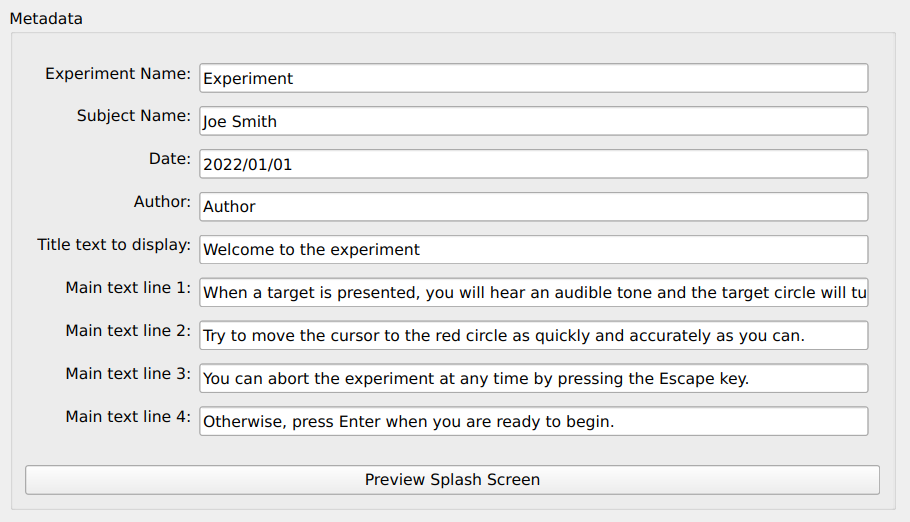 Metadata
Experiment Name: Experiment
Subject Name: Joe Smith
Date: 2022/01/01
Author: Author
Title text to display: Welcome to the experiment
Main text line 1: When a target is presented, you will hear an audible tone and the target circle will tu
Main text line 2: Try to move the cursor to the red circle as quickly and accurately as you can.
Main text line 3: You can abort the experiment at any time by pressing the Escape key.
Main text line 4: Otherwise, press Enter when you are ready to begin.
Preview Splash Screen